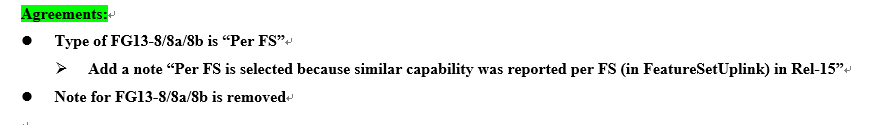 Agreements:
● Type of FG13-8/8a/8b is “Per FS”
➢ Add a note “Per FS is selected because similar capability was reported per FS (in FeatureSetUplink) in Rel-15”
● Note for FG13-8/8a/8b is removed